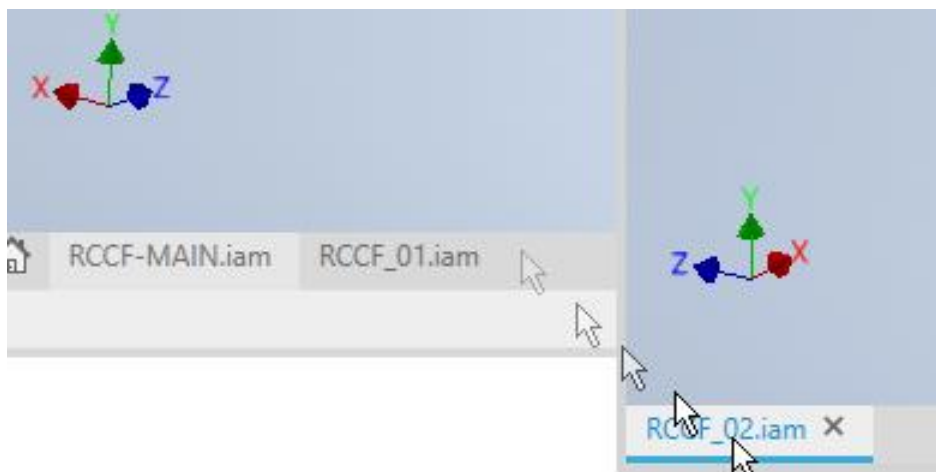 Y
X Z
RCCF-MAIN.iam RCCF_01.iam
Y
Z X
RCCF_02.iam